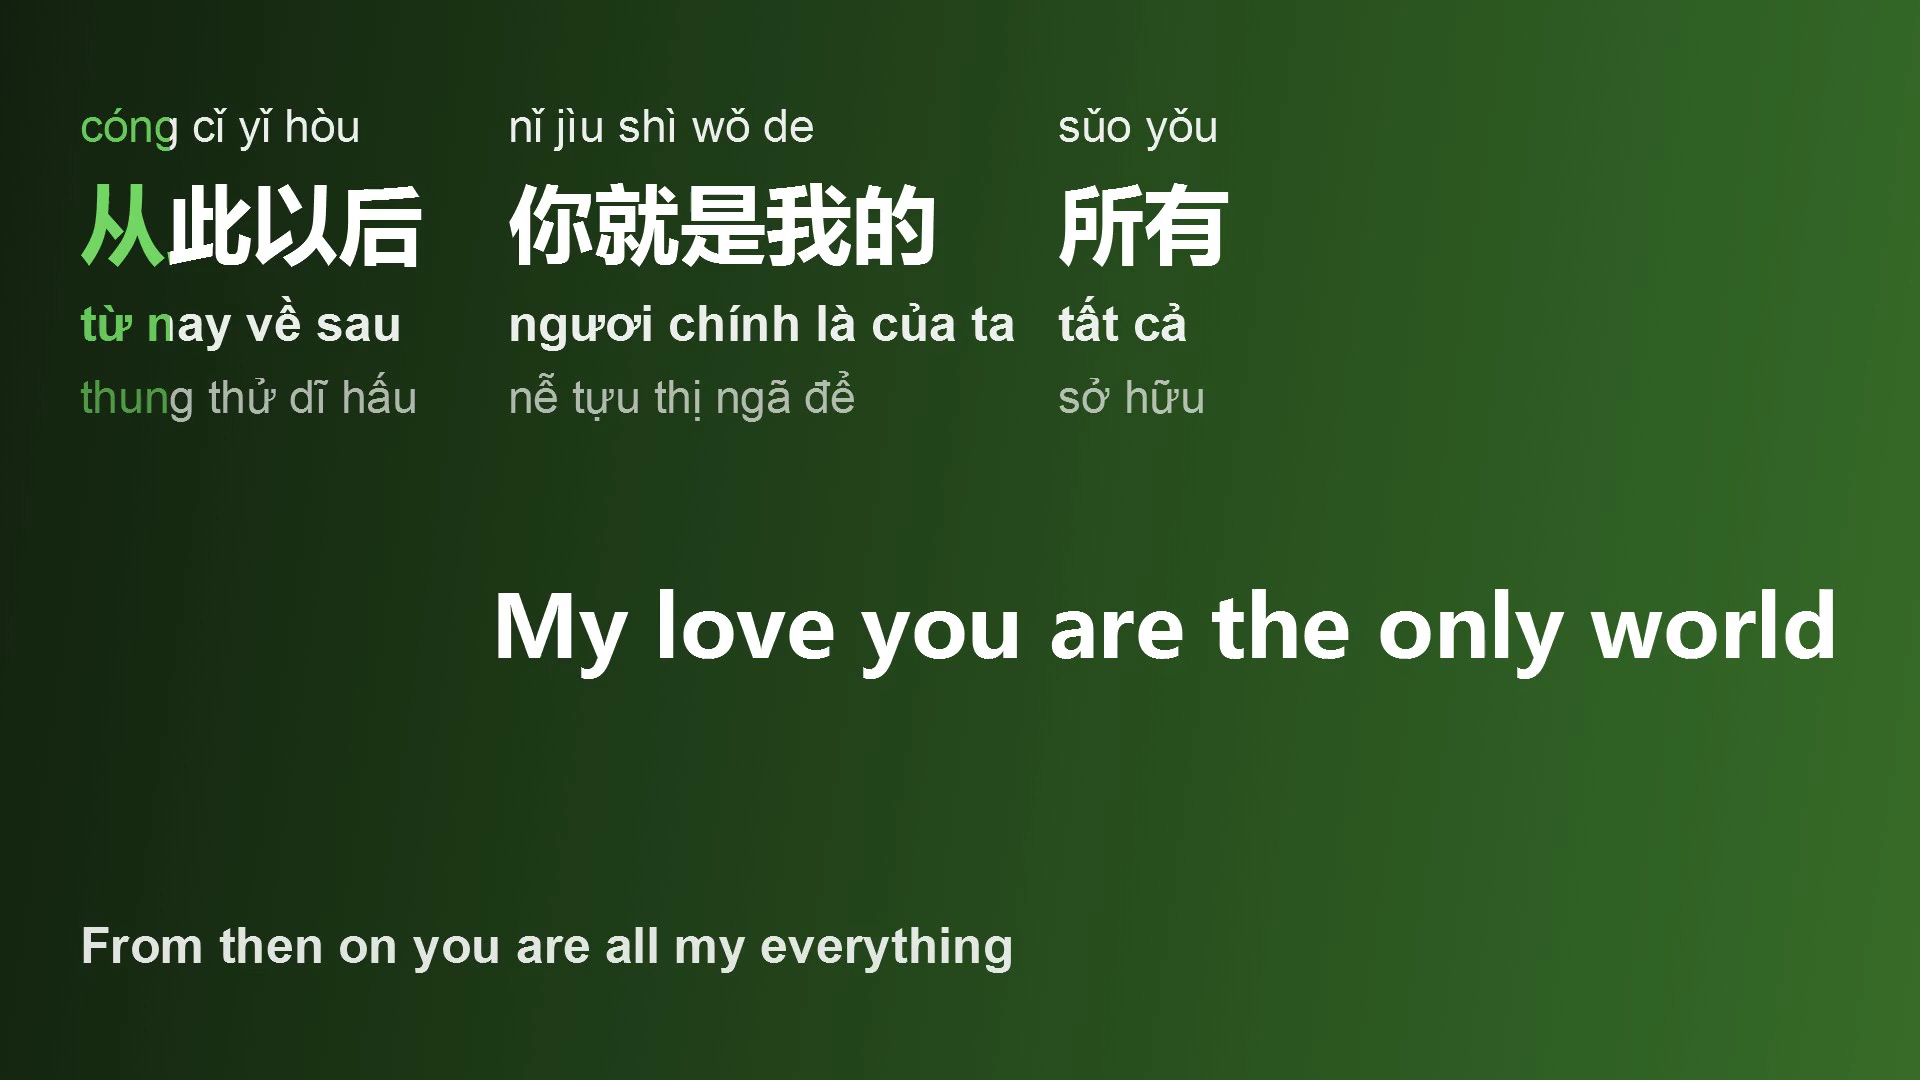 cóng cǐ yǐ hòu nǐ jìu shì wǒ de sǔo yǒu
从此以后 你就是我的 所有
từ nay về sau ngươi chính là của ta tất cả
thung thử dĩ hấu nễ tựu thị ngã để sở hữu
My love you are the only world
From then on you are all my everything